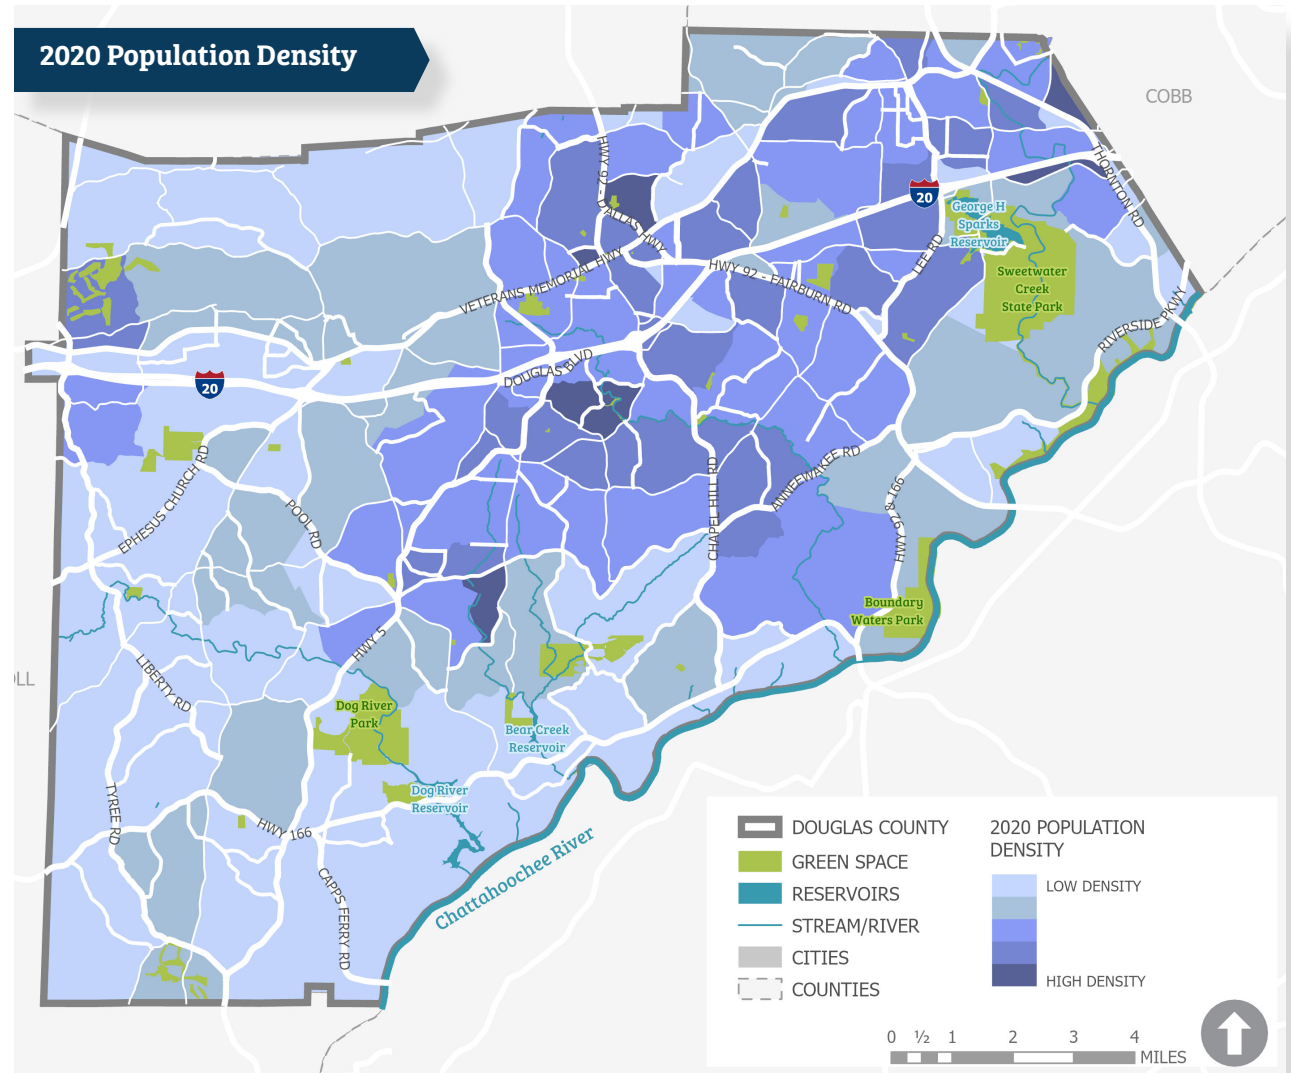 2020 Population Density
COBB
HWY 92 - DALLAS HWY
THORNTON RD
20
George H
Sparks
Reservoir
LEE RD
VETERANS MEMORIAL HWY
HWY 92 - FAIRBURN RD
Sweetwater
Creek
State Park
RIVERSIDE PKWY
DOUGLAS BLVD
20
EPHESUS CHURCH RD
POOL RD
CHAPEL HILL RD
ANNEEWAKEE RD
HWY 92 & 166
Boundary
Waters Park
HWY 5
LIBERTY RD
LL
Dog River
Park
Bear Creek
Reservoir
Dog River
Reservoir
TYREE RD
HWY 166
CAPPS FERRY RD
Chattahoochee River
DOUGLAS COUNTY
GREEN SPACE
RESERVOIRS
STREAM/RIVER
CITIES
COUNTIES
2020 POPULATION
DENSITY
LOW DENSITY
HIGH DENSITY
0 ½ 1 2 3 4
MILES